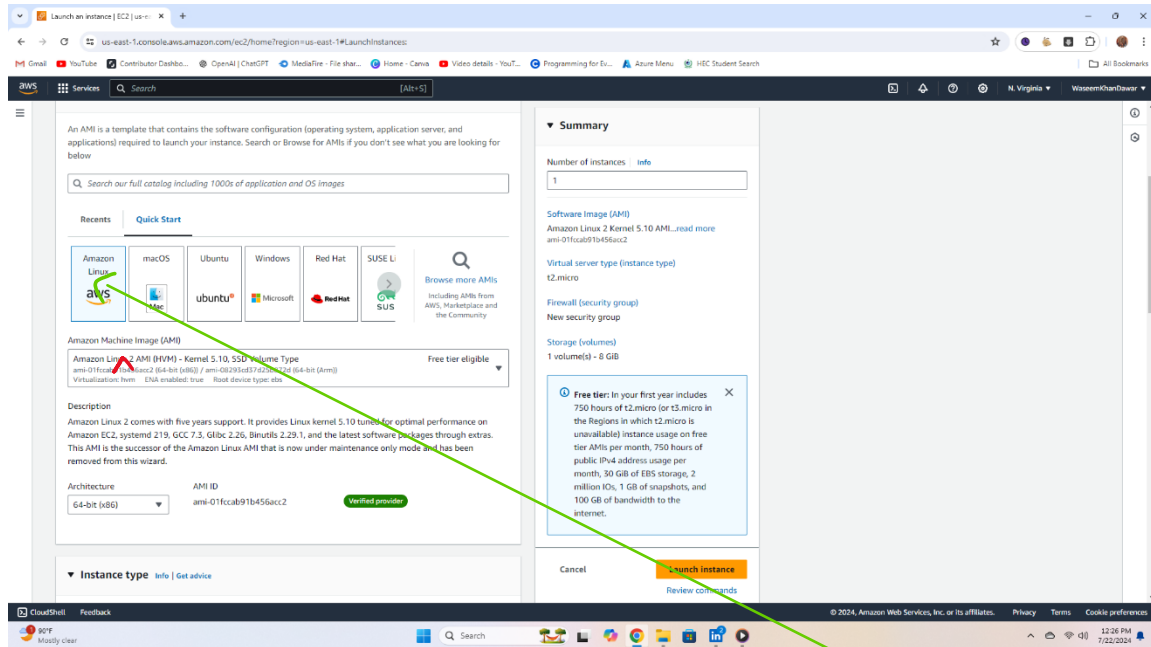 Launch an instance | EC2 | us-e
us-east-1.console.aws.amazon.com/ec2/home?region=us-east-1#LaunchInstances:
Gmail YouTube Contributor Dashbo... OpenAI | ChatGPT MediaFire - File shar... Home - Canva Video details - YouT... Programming for Ev... Azure Menu HEC Student Search All Bookmarks
aws Services Search [Alt+S] N. Virginia WaseemKhanDawar
An AMI is a template that contains the software configuration (operating system, application server, and
applications) required to launch your instance. Search or Browse for AMIs if you don't see what you are looking for
below
Search our full catalog including 1000s of application and OS images
Recents Quick Start
Amazon
Linux
aws
macOS
Mac
Ubuntu
ubuntu
Windows
Microsoft
Red Hat
RedHat
SUSE Li
SUS
Browse more AMIs
Including AMIs from
AWS, Marketplace and
the Community
Amazon Machine Image (AMI)
Amazon Linux 2 AMI (HVM) - Kernel 5.10, SSD Volume Type Free tier eligible
(64-bit (x86)) / (64-bit (Arm))
Virtualization: hvm ENA enabled: true Root device type: ebs
Description
Amazon Linux 2 comes with five years support. It provides Linux kernel 5.10 tuned for optimal performance on
Amazon EC2, systemd 219, GCC 7.3, Glibc 2.26, Binutils 2.29.1, and the latest software packages through extras.
This AMI is the successor of the Amazon Linux AMI that is now under maintenance only mode and has been
removed from this wizard.
Architecture AMI ID
64-bit (x86) ami-01fccab91b456acc2 Verified provider
Instance type Info | Get advice
Summary
Number of instances Info
1
Software Image (AMI)
Amazon Linux 2 Kernel 5.10 AMI...read more
ami-01fccab91b456acc2
Virtual server type (instance type)
t2.micro
Firewall (security group)
New security group
Storage (volumes)
1 volume(s) - 8 GiB
Free tier: In your first year includes
750 hours of t2.micro (or t3.micro in
the Regions in which t2.micro is
unavailable) instance usage on free
tier AMIs per month, 750 hours of
public IPv4 address usage per
month, 30 GiB of EBS storage, 2
million IOs, 1 GB of snapshots, and
100 GB of bandwidth to the
internet.
Cancel Launch instance
Review commands
CloudShell Feedback © 2024, Amazon Web Services, Inc. or its affiliates. Privacy Terms Cookie preferences
90°F
Mostly clear
Search
12:26 PM
7/22/2024